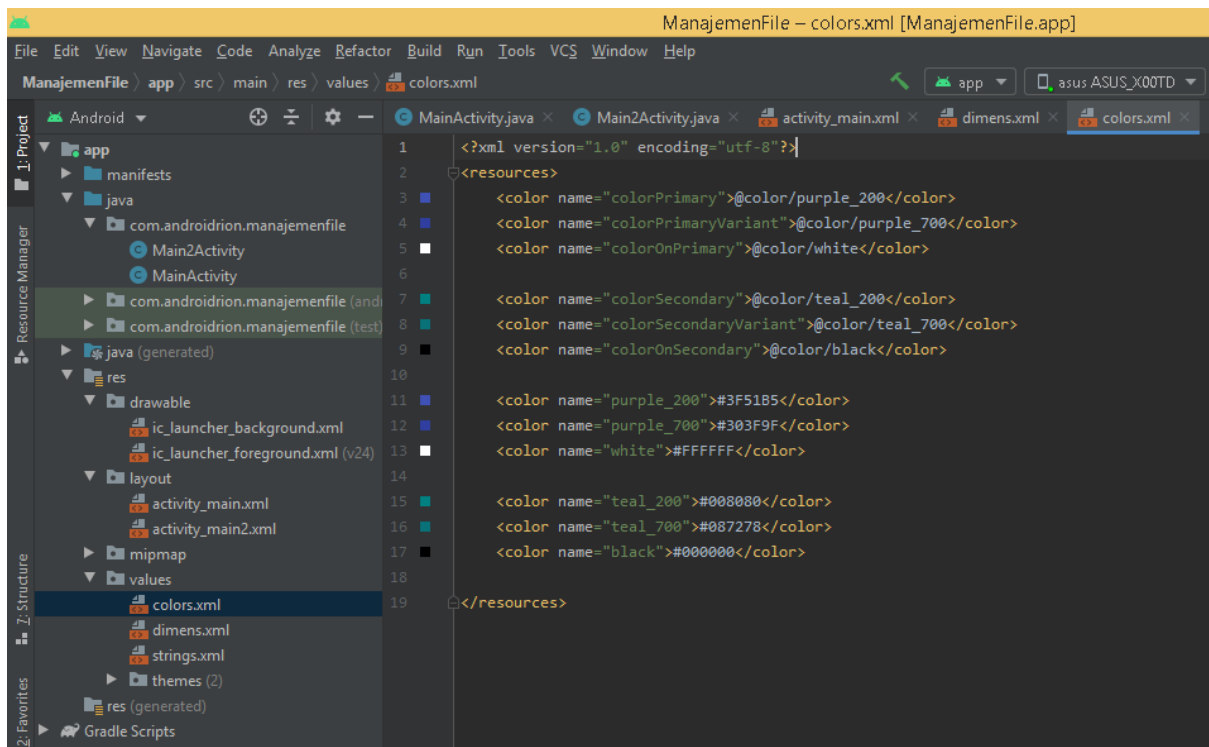 ManajemenFile – colors.xml [ManajemenFile.app]
File Edit View Navigate Code Analyze Refactor Build Run Tools VCS Window Help
ManajemenFile app src main res values colors.xml app asus ASUS_X00TD
Android MainActivity.java Main2Activity.java activity_main.xml dimens.xml colors.xml
1: Project
Resource Manager
7: Structure
2: Favorites
app
manifests
java
com.androidrion.manajemenfile
Main2Activity
MainActivity
com.androidrion.manajemenfile (andr
com.androidrion.manajemenfile (test)
java (generated)
res
drawable
ic_launcher_background.xml
ic_launcher_foreground.xml (v24)
layout
activity_main.xml
activity_main2.xml
mipmap
values
colors.xml
dimens.xml
strings.xml
themes (2)
res (generated)
Gradle Scripts
1 <?xml version="1.0" encoding="utf-8"?>
2 <resources>
3 <color name="colorPrimary">@color/purple_200</color>
4 <color name="colorPrimaryVariant">@color/purple_700</color>
5 <color name="colorOnPrimary">@color/white</color>
6
7 <color name="colorSecondary">@color/teal_200</color>
8 <color name="colorSecondaryVariant">@color/teal_700</color>
9 <color name="colorOnSecondary">@color/black</color>
10
11 <color name="purple_200">#3F51B5</color>
12 <color name="purple_700">#303F9F</color>
13 <color name="white">#FFFFFF</color>
14
15 <color name="teal_200">#008080</color>
16 <color name="teal_700">#087278</color>
17 <color name="black">#000000</color>
18
19 </resources>